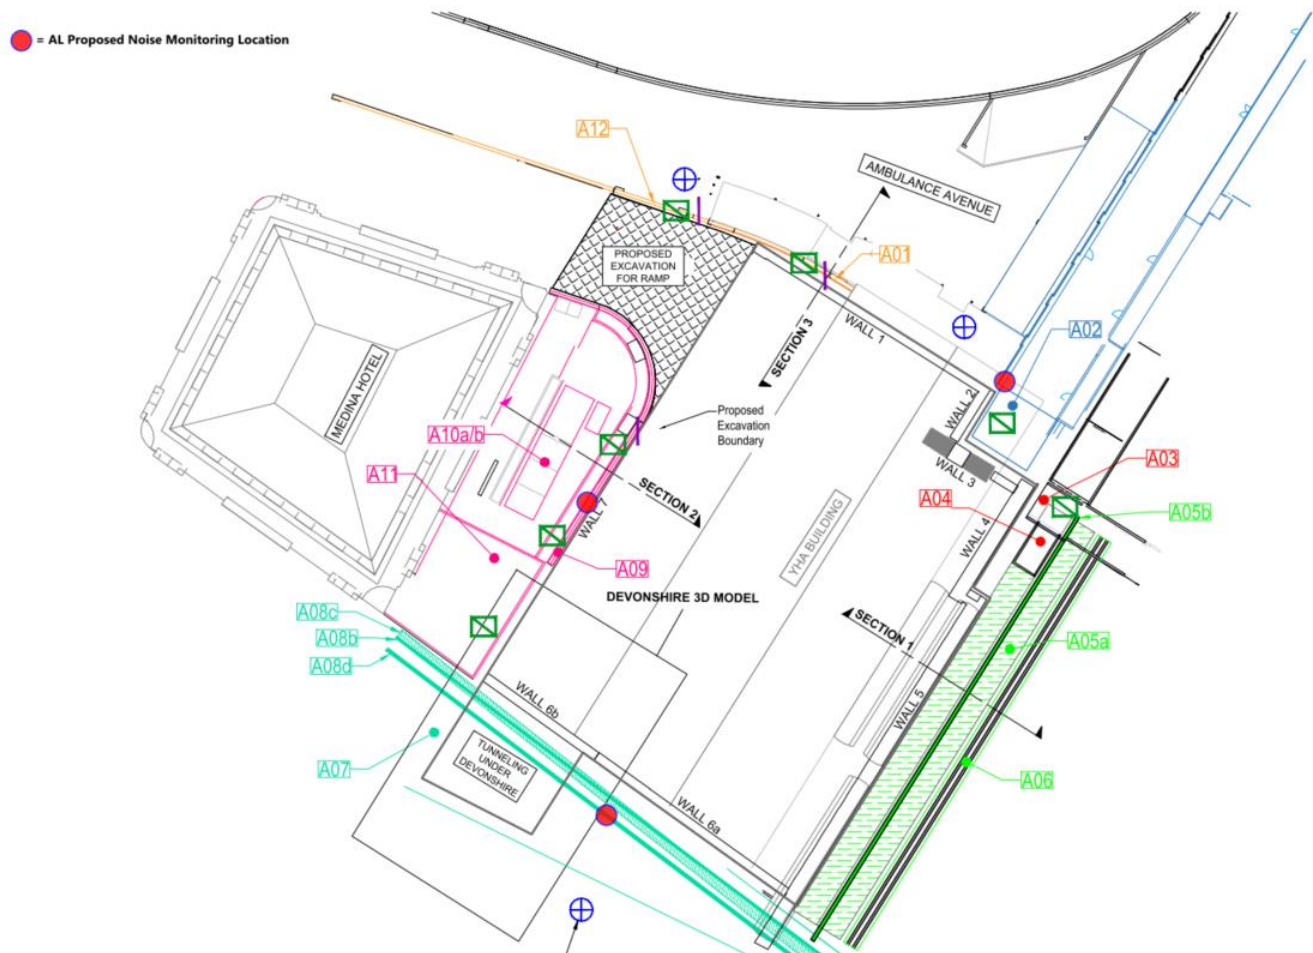 = AL Proposed Noise Monitoring Location
A12
AMBULANCE AVENUE
PROPOSED
EXCAVATION
FOR RAMP
A01
SECTION 3
WALL 1
A02
MEDINA HOTEL
Proposed
Excavation
Boundary
WALL 2
A10a/b
WALL 3
A03
A11
SECTION 2
A04
WALL 7
A05b
YHA BUILDING
WALL 4
A09
DEVONSHIRE 3D MODEL
A08c
A08b
A08d
SECTION 1
A05a
WALL 5
WALL 6b
A07
TUNNELING
UNDER
DEVONSHIRE
A06
WALL 6a